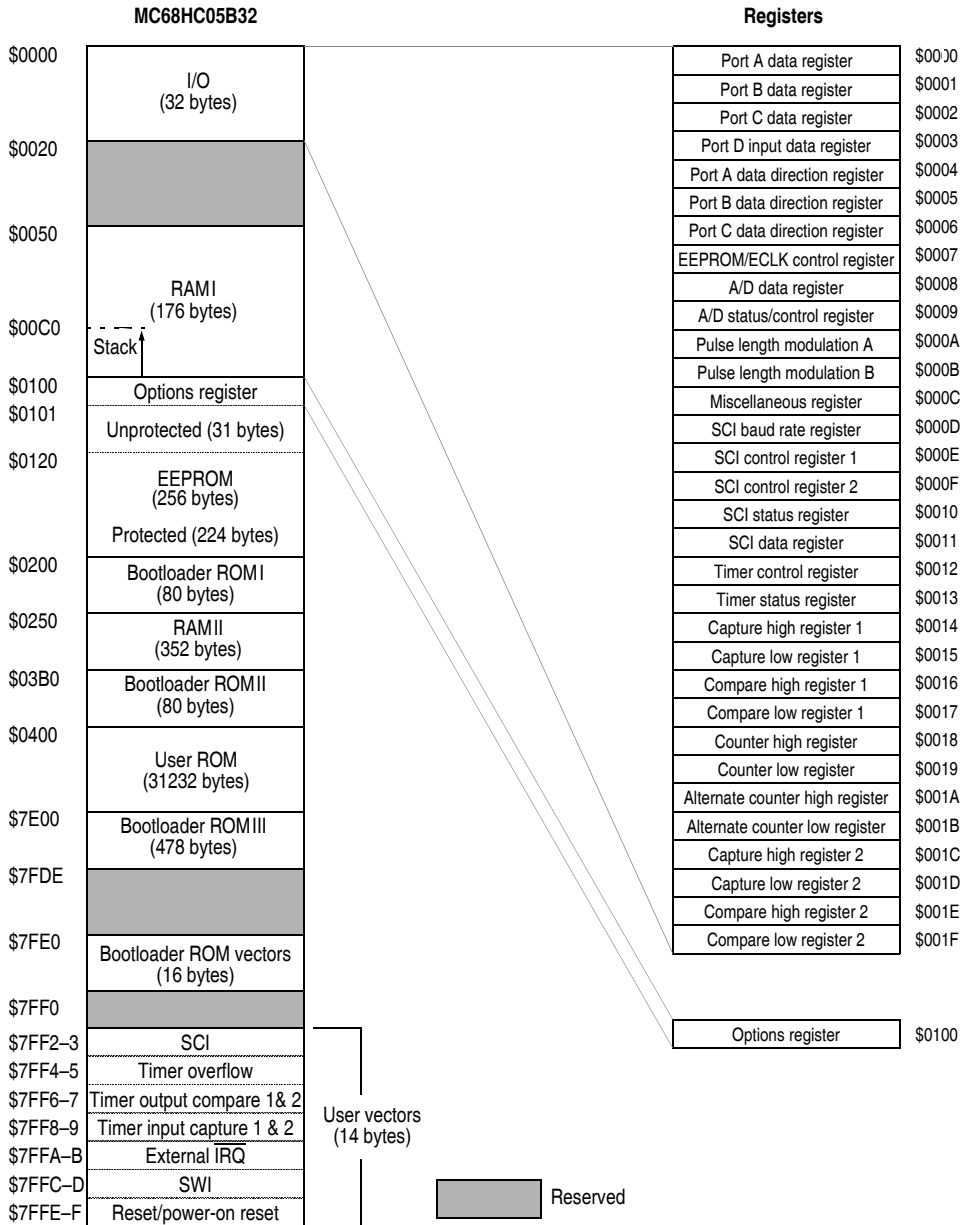 MC68HC05B32
$0000
I/O
(32 bytes)
$0020
$0050
RAMI
(176 bytes)
$00C0
Stack
$0100
Options register
$0101
Unprotected (31 bytes)
$0120
EEPROM
(256 bytes)
Protected (224 bytes)
$0200
Bootloader ROMI
(80 bytes)
$0250
RAMII
(352 bytes)
$03B0
Bootloader ROMII
(80 bytes)
$0400
User ROM
(31232 bytes)
$7E00
Bootloader ROMIII
(478 bytes)
$7FDE
$7FE0
Bootloader ROM vectors
(16 bytes)
$7FF0
$7FF2–3 SCI
$7FF4–5 Timer overflow
$7FF6–7 Timer output compare 1& 2
$7FF8–9 Timer input capture 1 & 2
$7FFA–B External IRQ
$7FFC–D SWI
$7FFE–F Reset/power-on reset
User vectors
(14 bytes)
Reserved
Registers
Port A data register $0000
Port B data register $0001
Port C data register $0002
Port D input data register $0003
Port A data direction register $0004
Port B data direction register $0005
Port C data direction register $0006
EEPROM/ECLK control register $0007
A/D data register $0008
A/D status/control register $0009
Pulse length modulation A $000A
Pulse length modulation B $000B
Miscellaneous register $000C
SCI baud rate register $000D
SCI control register 1 $000E
SCI control register 2 $000F
SCI status register $0010
SCI data register $0011
Timer control register $0012
Timer status register $0013
Capture high register 1 $0014
Capture low register 1 $0015
Compare high register 1 $0016
Compare low register 1 $0017
Counter high register $0018
Counter low register $0019
Alternate counter high register $001A
Alternate counter low register $001B
Capture high register 2 $001C
Capture low register 2 $001D
Compare high register 2 $001E
Compare low register 2 $001F
Options register $0100